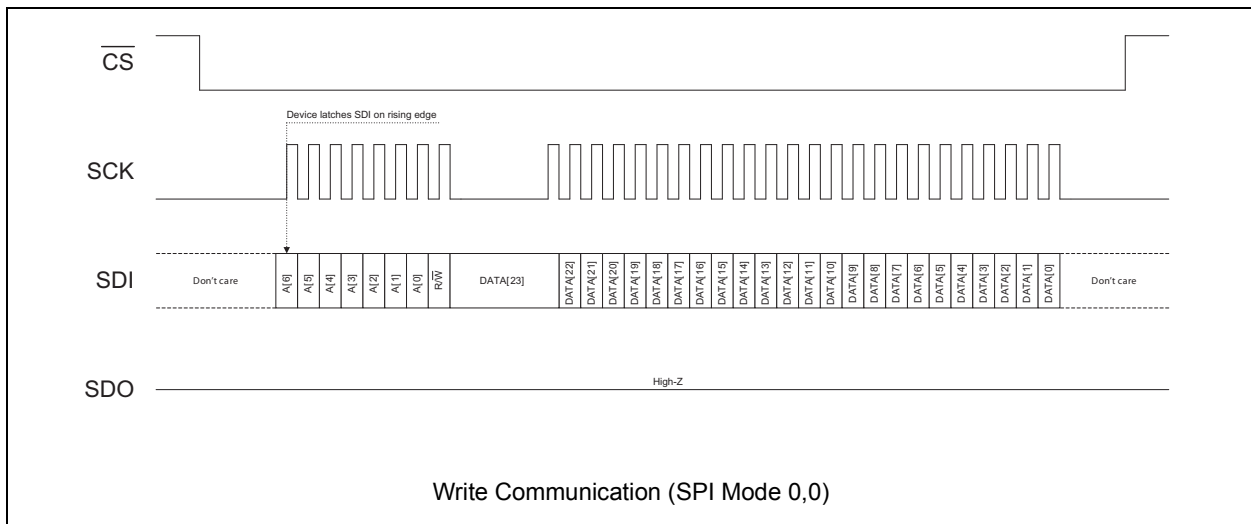 CS
Device latches SDI on rising edge
SCK
SDI
Don't care
A[6]
A[5]
A[4]
A[3]
A[2]
A[1]
A[0]
R/W
DATA[23]
DATA[22]
DATA[21]
DATA[20]
DATA[19]
DATA[18]
DATA[17]
DATA[16]
DATA[15]
DATA[14]
DATA[13]
DATA[12]
DATA[11]
DATA[10]
DATA[9]
DATA[8]
DATA[7]
DATA[6]
DATA[5]
DATA[4]
DATA[3]
DATA[2]
DATA[1]
DATA[0]
Don't care
SDO
High-Z
Write Communication (SPI Mode 0,0)